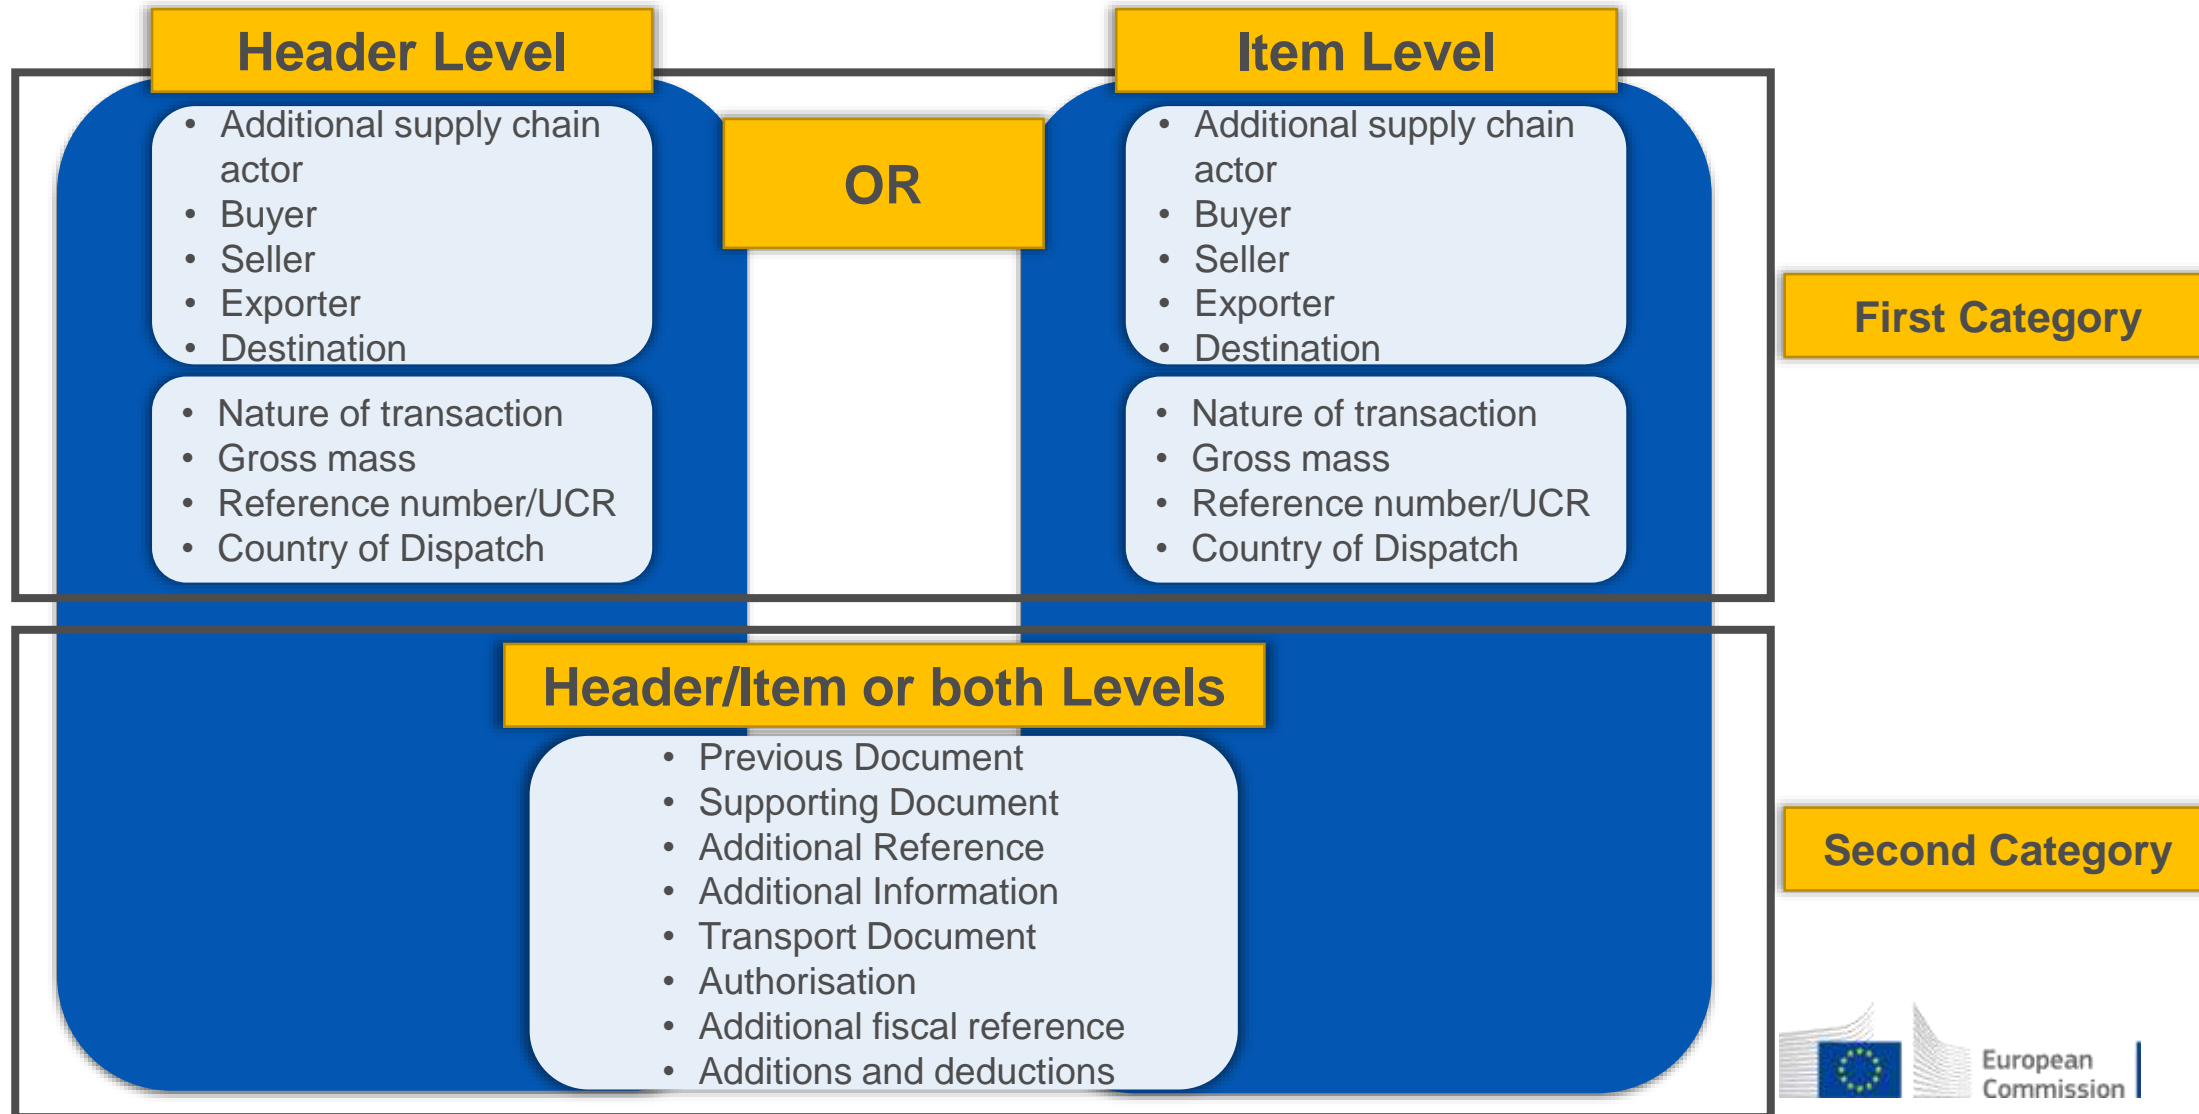 Header Level
• Additional supply chain
actor
• Buyer
• Seller
• Exporter
• Destination
• Nature of transaction
• Gross mass
• Reference number/UCR
• Country of Dispatch
OR
Item Level
• Additional supply chain
actor
• Buyer
• Seller
• Exporter
• Destination
• Nature of transaction
• Gross mass
• Reference number/UCR
• Country of Dispatch
First Category
Header/Item or both Levels
• Previous Document
• Supporting Document
• Additional Reference
• Additional Information
• Transport Document
• Authorisation
• Additional fiscal reference
• Additions and deductions
Second Category
European
Commission